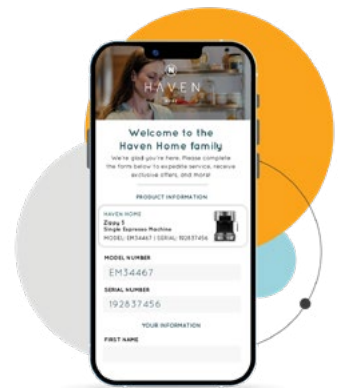 HAVEN
HOME
Welcome to the
Haven Home family
We're glad you're here. Please complete
the form below to expedite service, receive
exclusive offers, and more!
PRODUCT INFORMATION
HAVEN HOME
Zippy 5
Single Espresso Machine
MODEL: EM34467 | SERIAL: 192837456
MODEL NUMBER
EM34467
SERIAL NUMBER
192837456
YOUR INFORMATION
FIRST NAME